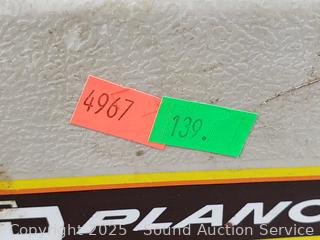 4967
139.
PLANO
Copyright 2025 - Sound Auction Service